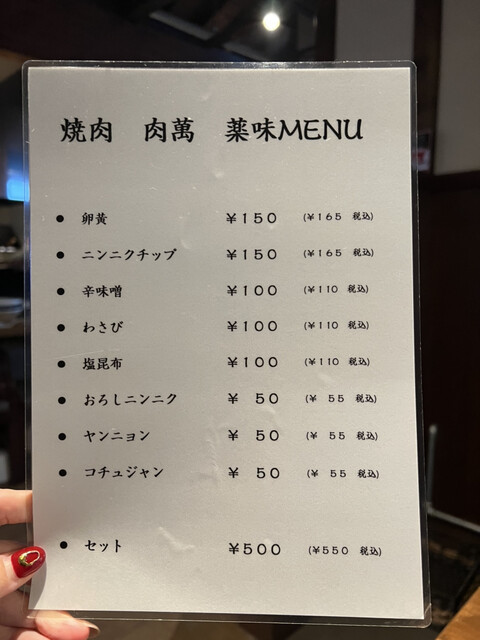 焼肉 肉萬 薬味MENU
● 卵黄 ¥150 (¥165 税込)
● ニンニクチップ ¥150 (¥165 税込)
● 辛味噌 ¥100 (¥110 税込)
● わさび ¥100 (¥110 税込)
● 塩昆布 ¥100 (¥110 税込)
● おろしニンニク ¥ 50 (¥ 55 税込)
● ヤンニョン ¥ 50 (¥ 55 税込)
● コチュジャン ¥ 50 (¥ 55 税込)
● セット ¥500 (¥550 税込)